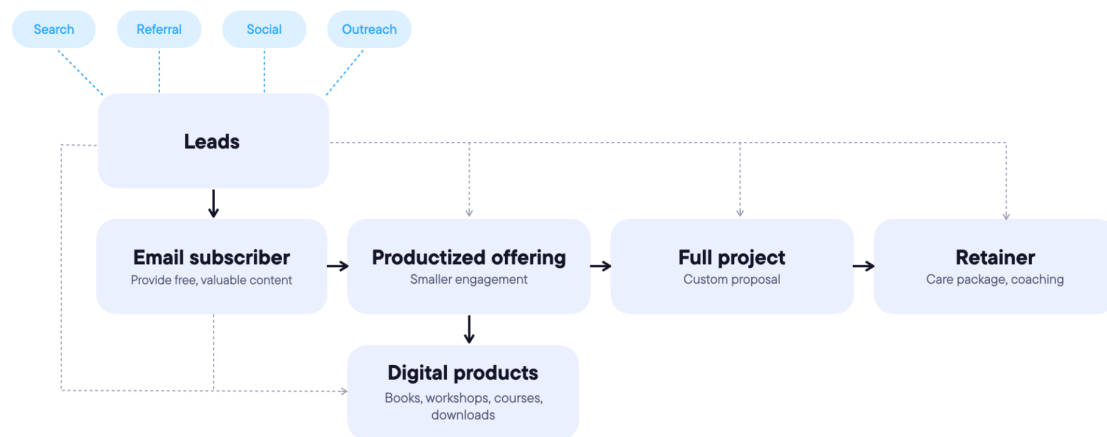 Search
Referral
Social
Outreach
Leads
Email subscriber
Provide free, valuable content
Productized offering
Smaller engagement
Full project
Custom proposal
Retainer
Care package, coaching
Digital products
Books, workshops, courses,
downloads